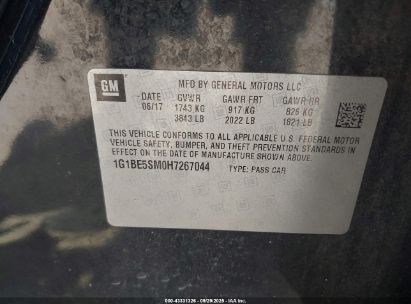 GM
MFD BY GENERAL MOTORS LLC
DATE GVWR GAWR FRT GAWR RR
06/17 1743 KG 917 KG 826 KG
3843 LB 2022 LB 1821 LB
THIS VEHICLE CONFORMS TO ALL APPLICABLE U.S. FEDERAL MOTOR
VEHICLE SAFETY, BUMPER, AND THEFT PREVENTION STANDARDS IN
EFFECT ON THE DATE OF MANUFACTURE SHOWN ABOVE.
1G1BE5SM0H7267044 TYPE: PASS CAR